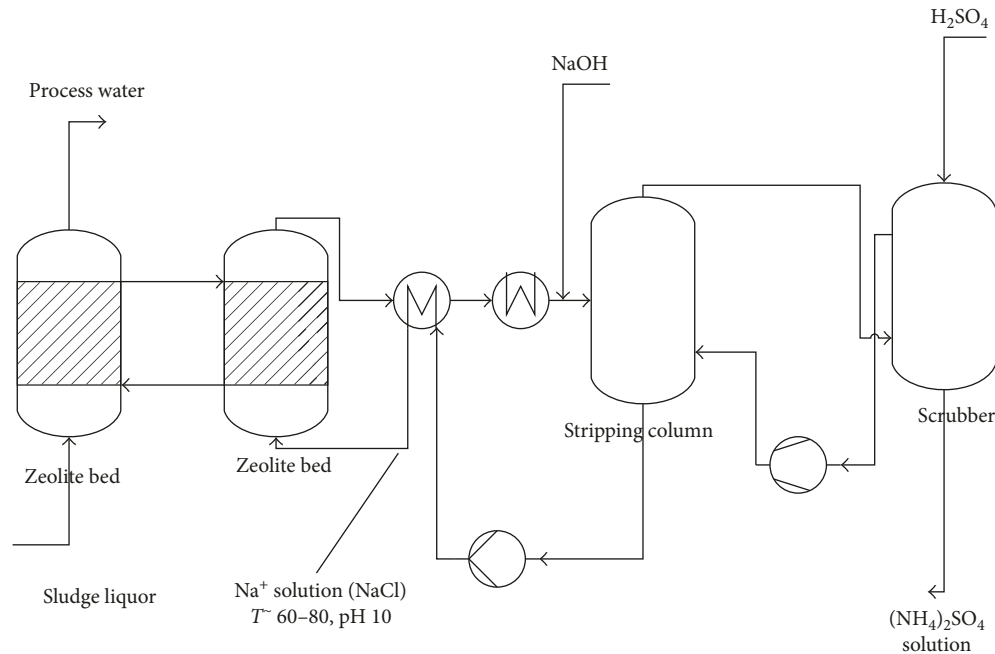 H₂SO₄
NaOH
Process water
Stripping column
Scrubber
Zeolite bed
Zeolite bed
Na⁺ solution (NaCl)
T~ 60–80, pH 10
Sludge liquor
(NH₄)₂SO₄
solution